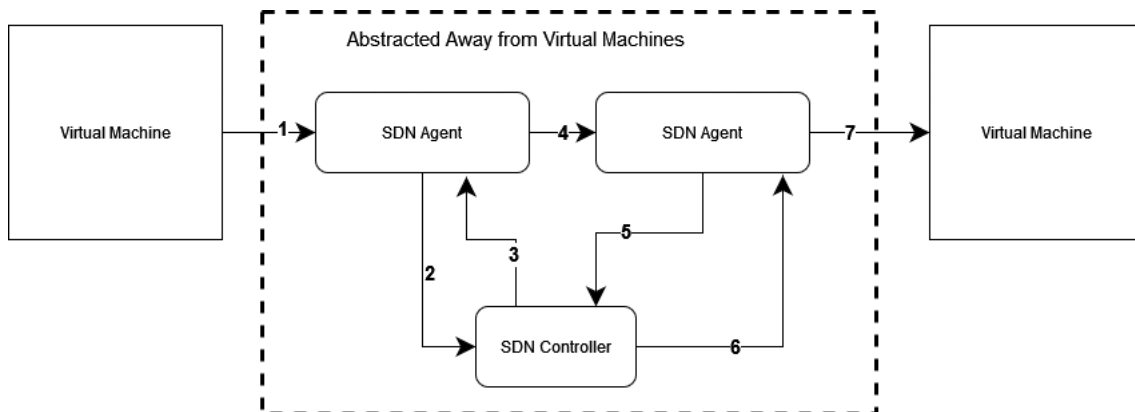 Abstracted Away from Virtual Machines
Virtual Machine
1
SDN Agent
4
SDN Agent
7
Virtual Machine
2
3
5
SDN Controller
6